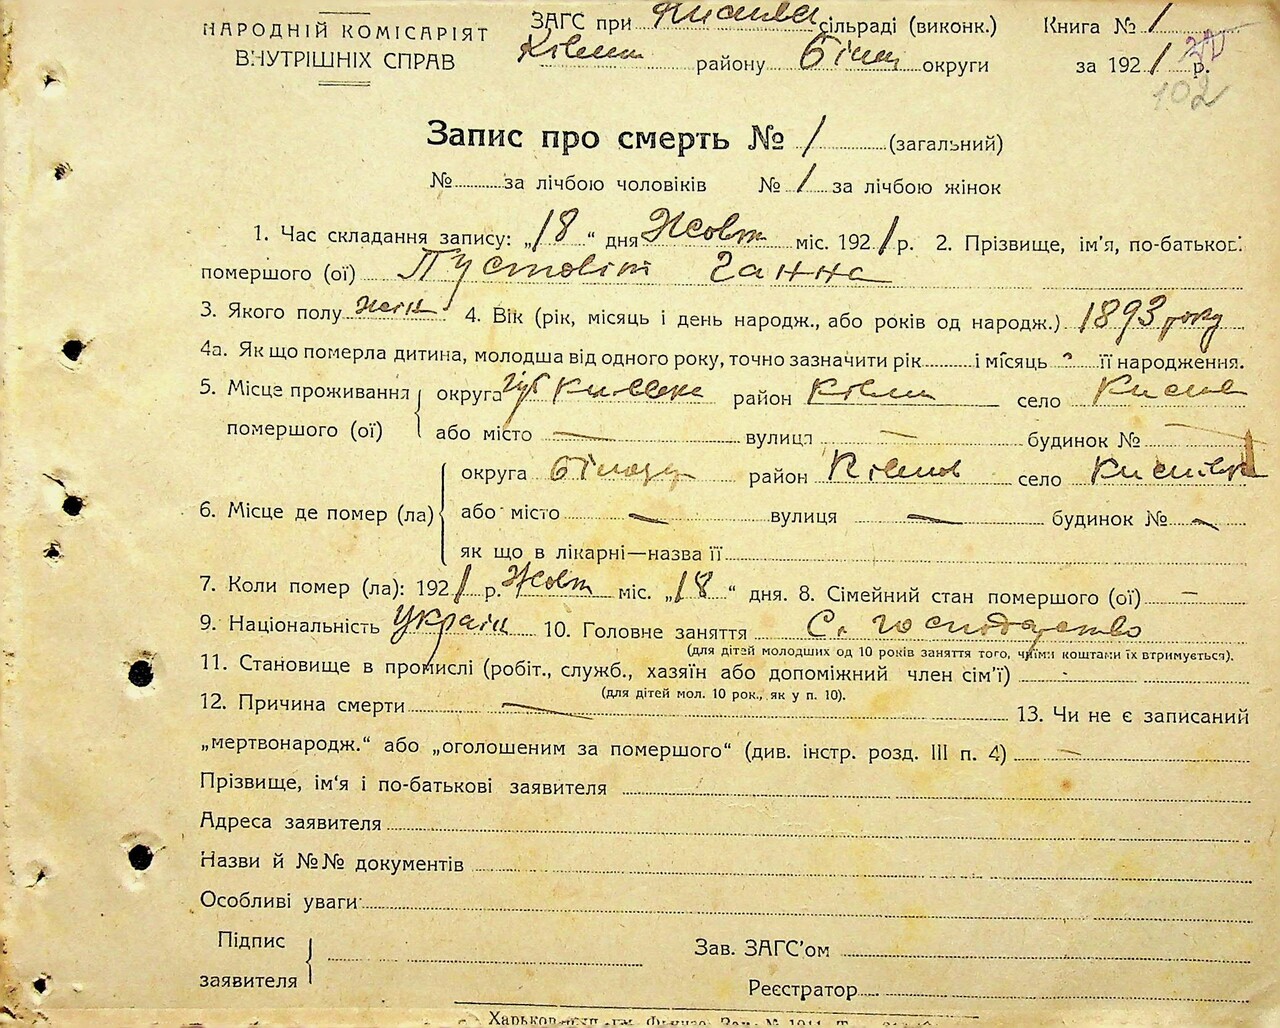 НАРОДНІЙ КОМІСАРІЯТ
ВНУТРІШНІХ СПРАВ
ЗАГС при сільраді (виконк.)
району округи
Книга № 1
за 1921 р.
102
Запис про смерть № 1 (загальний)
№ за лічбою чоловіків № 1 за лічбою жінок
1. Час складання запису: „18“ дня Жовт міс. 1921 р. 2. Прізвище, ім'я, по-батькові
помершого (ої) Пустовіт Ганна
3. Якого полу жін 4. Вік (рік, місяць і день народж., або років од народж.) 1893 року
4а. Як що померла дитина, молодша від одного року, точно зазначити рік і місяць її народження.
5. Місце проживання помершого (ої) округа район село
або місто — вулиця — будинок №
6. Місце де помер (ла) округа район село
або місто — вулиця — будинок № —
як що в лікарні—назва її
7. Коли помер (ла): 1921 р. Жовт міс. „18“ дня. 8. Сімейний стан помершого (ої) —
9. Національність Україн 10. Головне заняття С. господарство
(для дітей молодших од 10 років заняття того, чиїми коштами їх втримується).
11. Становище в промислі (робіт., служб., хазяїн або допоміжний член сім'ї)
(для дітей мол. 10 рок., як у п. 10).
12. Причина смерти — 13. Чи не є записаний
„мертвонародж.“ або „оголошеним за помершого“ (див. інстр. розд. III п. 4) —
Прізвище, ім'я і по-батькові заявителя
Адреса заявителя
Назви й №№ документів
Особливі уваги
Підпис
заявителя
Зав. ЗАГС'ом
Реєстратор